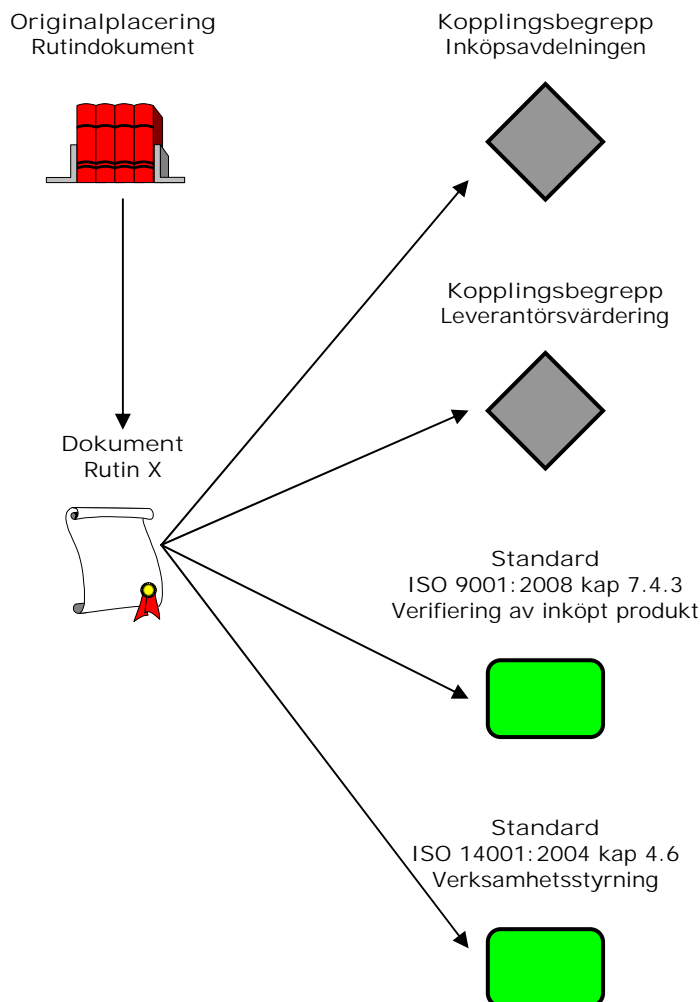 Originalplacering
Rutindokument
Kopplingsbegrepp
Inköpsavdelningen
Kopplingsbegrepp
Leverantörsvärdering
Dokument
Rutin X
Standard
ISO 9001:2008 kap 7.4.3
Verifiering av inköpt produkt
Standard
ISO 14001:2004 kap 4.6
Verksamhetsstyrning